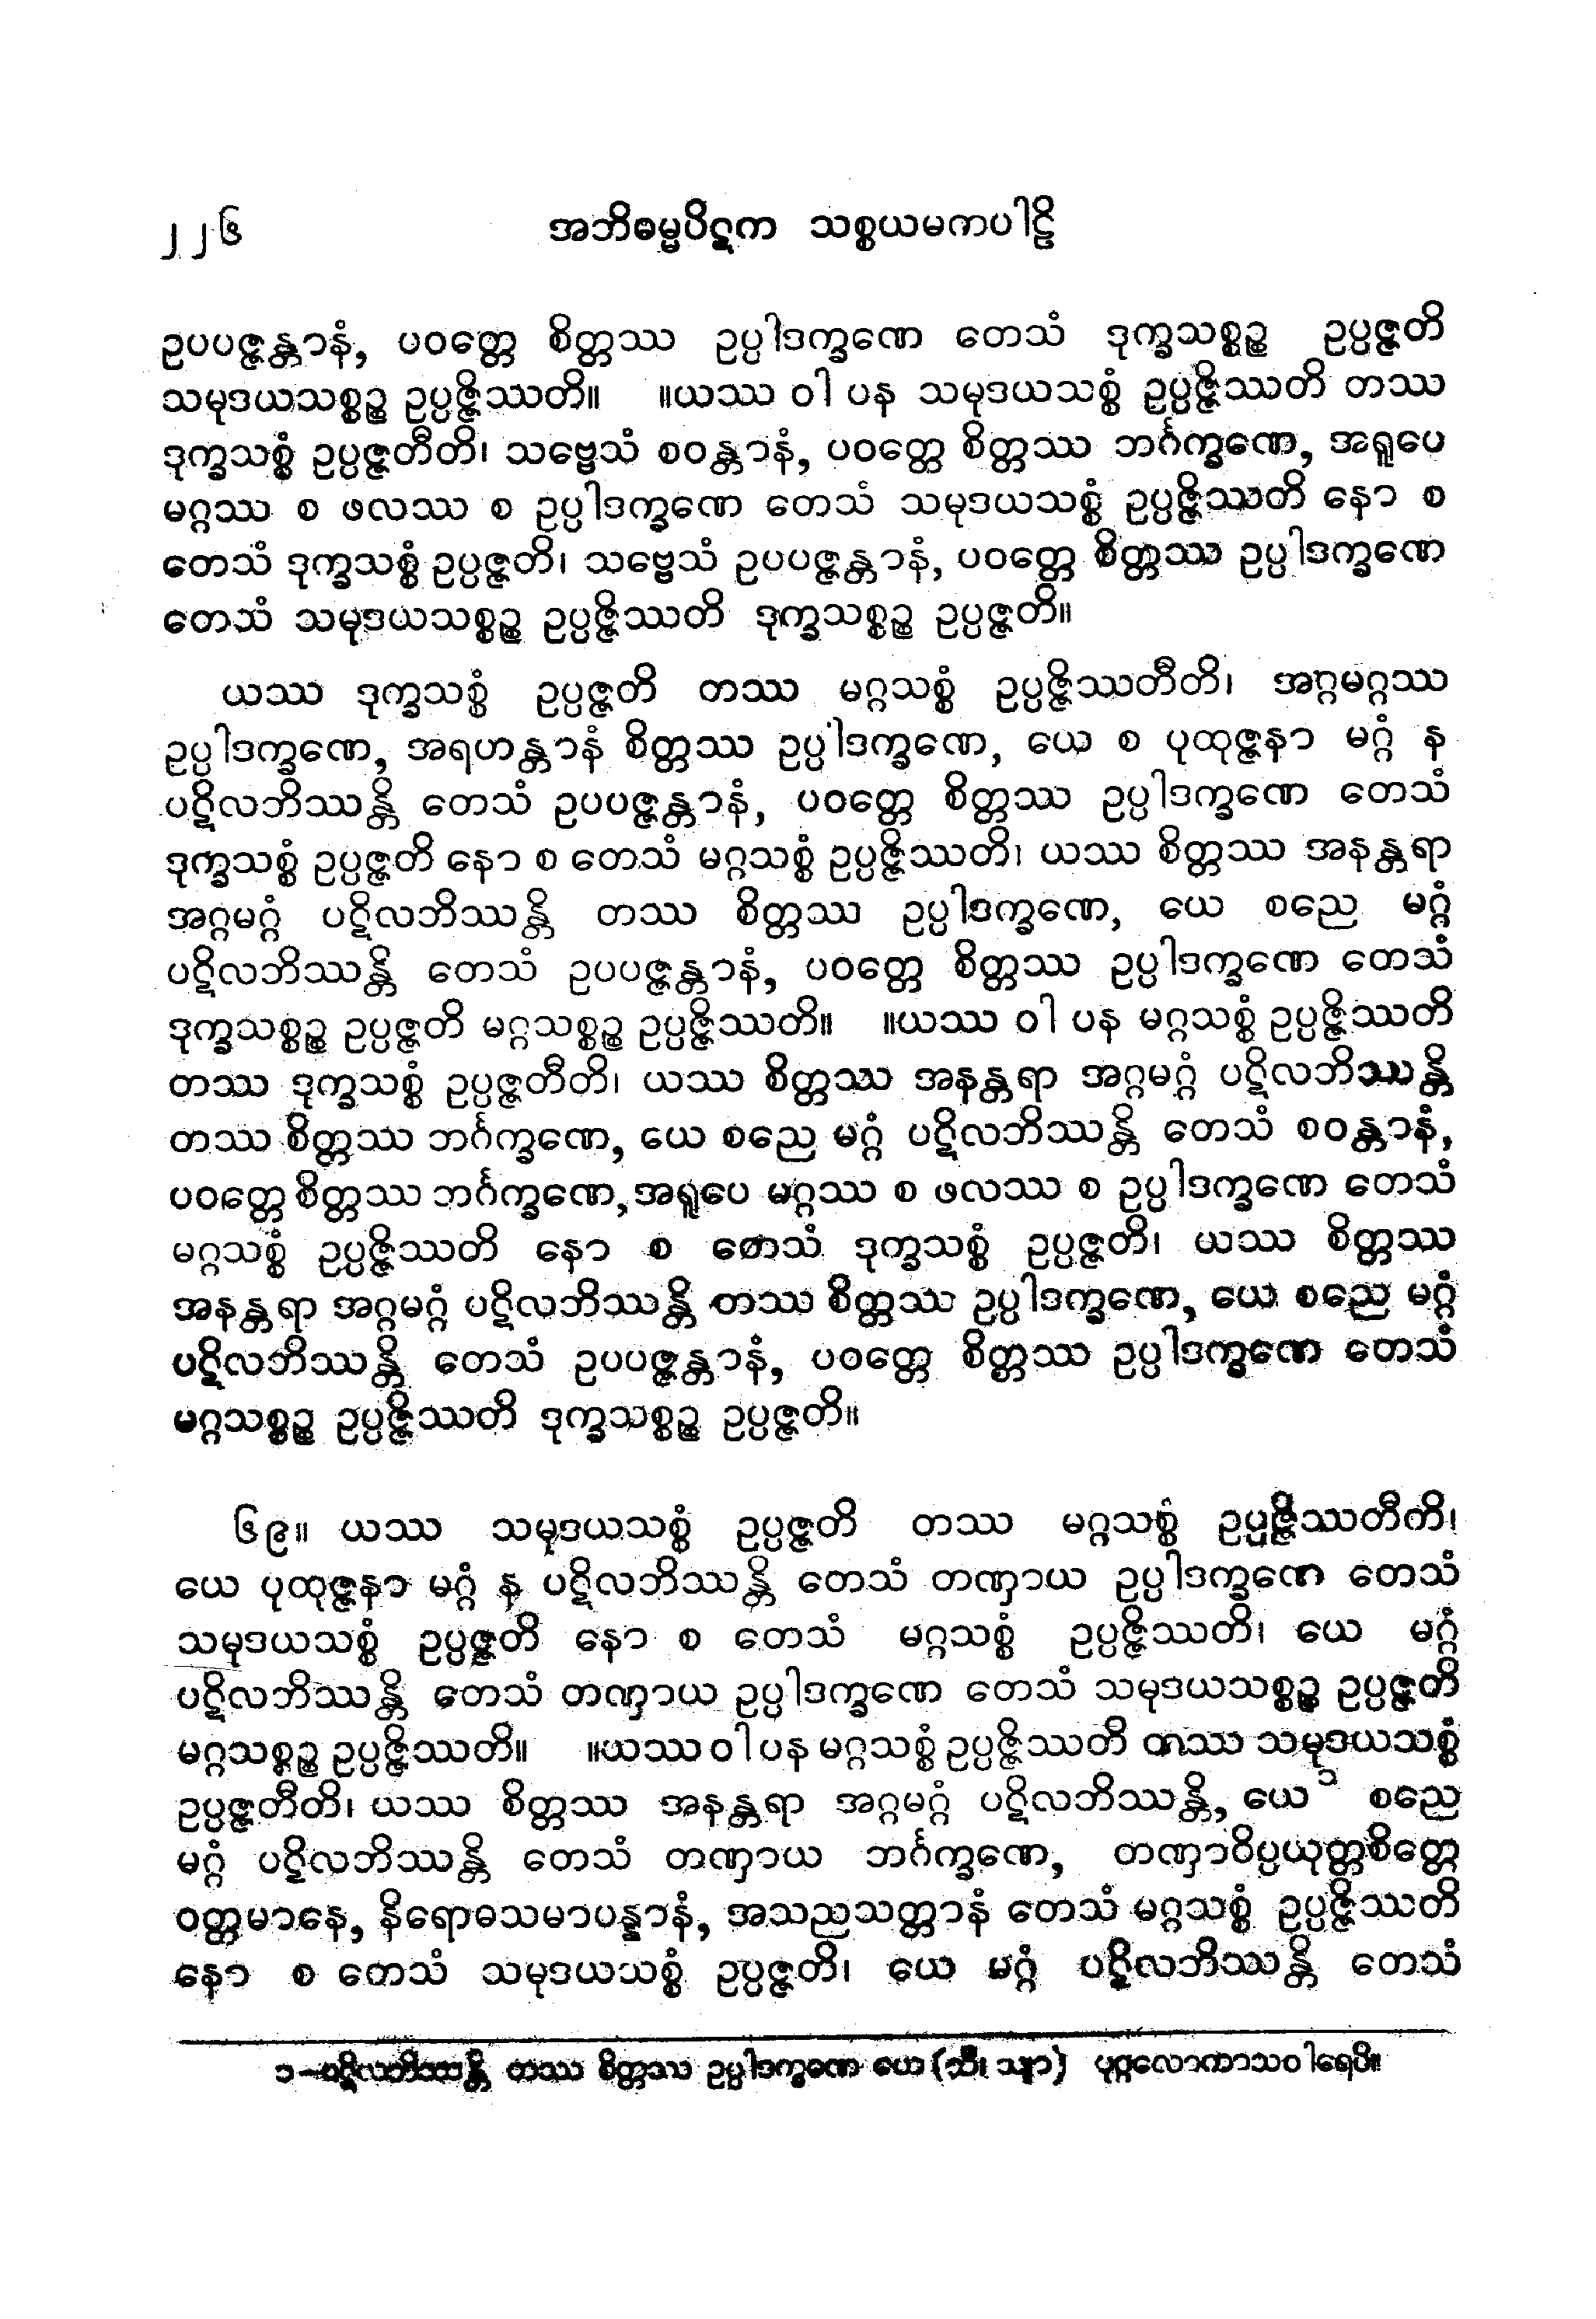 ၂၂၆ အဘိဓမ္မပိဋက သစ္စယမကပါဠိ
ဥပပဇ္ဇန္တာနံ, ပဝတ္တေ စိတ္တဿ ဥပ္ပါဒက္ခဏေ တေသံ ဒုက္ခသစ္စဉ္စ ဥပ္ပဇ္ဇတိ
သမုဒယသစ္စဉ္စ ဥပ္ပဇ္ဇိဿတိ။ ။ယဿ ဝါ ပန သမုဒယသစ္စံ ဥပ္ပဇ္ဇိဿတိ တဿ
ဒုက္ခသစ္စံ ဥပ္ပဇ္ဇတီတိ၊ သဗ္ဗေသံ စဝန္တာနံ, ပဝတ္တေ စိတ္တဿ ဘင်္ဂက္ခဏေ, အရူပေ
မဂ္ဂဿ စ ဖလဿ စ ဥပ္ပါဒက္ခဏေ တေသံ သမုဒယသစ္စံ ဥပ္ပဇ္ဇိဿတိ နော စ
တေသံ ဒုက္ခသစ္စံ ဥပ္ပဇ္ဇတိ၊ သဗ္ဗေသံ ဥပပဇ္ဇန္တာနံ, ပဝတ္တေ စိတ္တဿ ဥပ္ပါဒက္ခဏေ
တေသံ သမုဒယသစ္စဉ္စ ဥပ္ပဇ္ဇိဿတိ ဒုက္ခသစ္စဉ္စ ဥပ္ပဇ္ဇတိ။
ယဿ ဒုက္ခသစ္စံ ဥပ္ပဇ္ဇတိ တဿ မဂ္ဂသစ္စံ ဥပ္ပဇ္ဇိဿတီတိ၊ အဂ္ဂမဂ္ဂဿ
ဥပ္ပါဒက္ခဏေ, အရဟန္တာနံ စိတ္တဿ ဥပ္ပါဒက္ခဏေ, ယေ စ ပုထုဇ္ဇနာ မဂ္ဂံ န
ပဋိလဘိဿန္တိ တေသံ ဥပပဇ္ဇန္တာနံ, ပဝတ္တေ စိတ္တဿ ဥပ္ပါဒက္ခဏေ တေသံ
ဒုက္ခသစ္စံ ဥပ္ပဇ္ဇတိ နော စ တေသံ မဂ္ဂသစ္စံ ဥပ္ပဇ္ဇိဿတိ၊ ယဿ စိတ္တဿ အနန္တရာ
အဂ္ဂမဂ္ဂံ ပဋိလဘိဿန္တိ တဿ စိတ္တဿ ဥပ္ပါဒက္ခဏေ, ယေ စညေ မဂ္ဂံ
ပဋိလဘိဿန္တိ တေသံ ဥပပဇ္ဇန္တာနံ, ပဝတ္တေ စိတ္တဿ ဥပ္ပါဒက္ခဏေ တေသံ
ဒုက္ခသစ္စဉ္စ ဥပ္ပဇ္ဇတိ မဂ္ဂသစ္စဉ္စ ဥပ္ပဇ္ဇိဿတိ။ ။ယဿ ဝါ ပန မဂ္ဂသစ္စံ ဥပ္ပဇ္ဇိဿတိ
တဿ ဒုက္ခသစ္စံ ဥပ္ပဇ္ဇတီတိ၊ ယဿ စိတ္တဿ အနန္တရာ အဂ္ဂမဂ္ဂံ ပဋိလဘိဿန္တိ
တဿ စိတ္တဿ ဘင်္ဂက္ခဏေ, ယေ စညေ မဂ္ဂံ ပဋိလဘိဿန္တိ တေသံ စဝန္တာနံ,
ပဝတ္တေ စိတ္တဿ ဘင်္ဂက္ခဏေ, အရူပေ မဂ္ဂဿ စ ဖလဿ စ ဥပ္ပါဒက္ခဏေ တေသံ
မဂ္ဂသစ္စံ ဥပ္ပဇ္ဇိဿတိ နော စ တေသံ ဒုက္ခသစ္စံ ဥပ္ပဇ္ဇတိ၊ ယဿ စိတ္တဿ
အနန္တရာ အဂ္ဂမဂ္ဂံ ပဋိလဘိဿန္တိ တဿ စိတ္တဿ ဥပ္ပါဒက္ခဏေ, ယေ စညေ မဂ္ဂံ
ပဋိလဘိဿန္တိ တေသံ ဥပပဇ္ဇန္တာနံ, ပဝတ္တေ စိတ္တဿ ဥပ္ပါဒက္ခဏေ တေသံ
မဂ္ဂသစ္စဉ္စ ဥပ္ပဇ္ဇိဿတိ ဒုက္ခသစ္စဉ္စ ဥပ္ပဇ္ဇတိ။
၆၉။ ယဿ သမုဒယသစ္စံ ဥပ္ပဇ္ဇတိ တဿ မဂ္ဂသစ္စံ ဥပ္ပဇ္ဇိဿတီတိ၊
ယေ ပုထုဇ္ဇနာ မဂ္ဂံ န ပဋိလဘိဿန္တိ တေသံ တဏှာယ ဥပ္ပါဒက္ခဏေ တေသံ
သမုဒယသစ္စံ ဥပ္ပဇ္ဇတိ နော စ တေသံ မဂ္ဂသစ္စံ ဥပ္ပဇ္ဇိဿတိ၊ ယေ မဂ္ဂံ
ပဋိလဘိဿန္တိ တေသံ တဏှာယ ဥပ္ပါဒက္ခဏေ တေသံ သမုဒယသစ္စဉ္စ ဥပ္ပဇ္ဇတိ
မဂ္ဂသစ္စဉ္စ ဥပ္ပဇ္ဇိဿတိ။ ။ယဿ ဝါ ပန မဂ္ဂသစ္စံ ဥပ္ပဇ္ဇိဿတိ တဿ သမုဒယသစ္စံ
ဥပ္ပဇ္ဇတီတိ၊ ယဿ စိတ္တဿ အနန္တရာ အဂ္ဂမဂ္ဂံ ပဋိလဘိဿန္တိ, ယေ ၁ စညေ
မဂ္ဂံ ပဋိလဘိဿန္တိ တေသံ တဏှာယ ဘင်္ဂက္ခဏေ, တဏှာဝိပ္ပယုတ္တစိတ္တေ
ဝတ္တမာနေ, နိရောဓသမာပန္နာနံ, အသညသတ္တာနံ တေသံ မဂ္ဂသစ္စံ ဥပ္ပဇ္ဇိဿတိ
နော စ တေသံ သမုဒယသစ္စံ ဥပ္ပဇ္ဇတိ၊ ယေ မဂ္ဂံ ပဋိလဘိဿန္တိ တေသံ
၁–ပဋိလဘိဿန္တိ တဿ စိတ္တဿ ဥပ္ပါဒက္ခဏေ ယေ (သီ၊ သျာ) ပုဂ္ဂလောကာသဝါရေပိ။